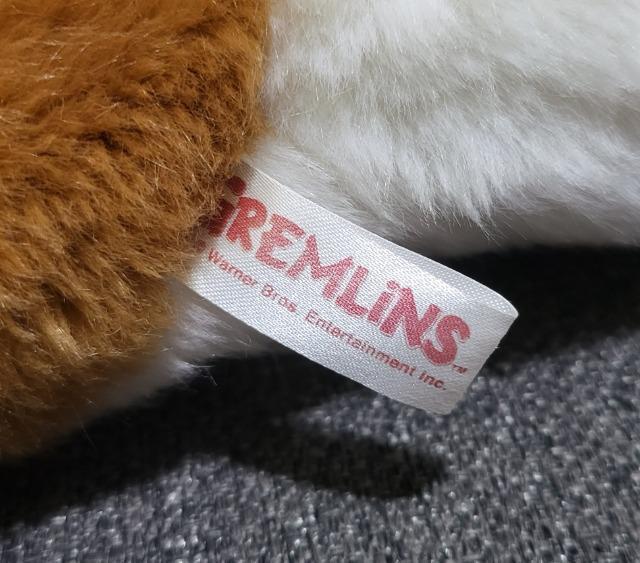 GREMLiNS™
Warner Bros. Entertainment Inc.